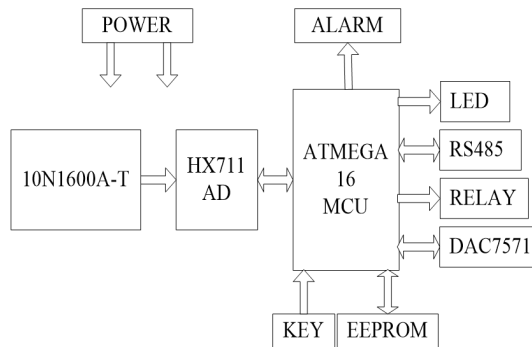 POWER
ALARM
LED
10N1600A-T
HX711
AD
ATMEGA
16
MCU
RS485
RELAY
DAC7571
KEY
EEPROM